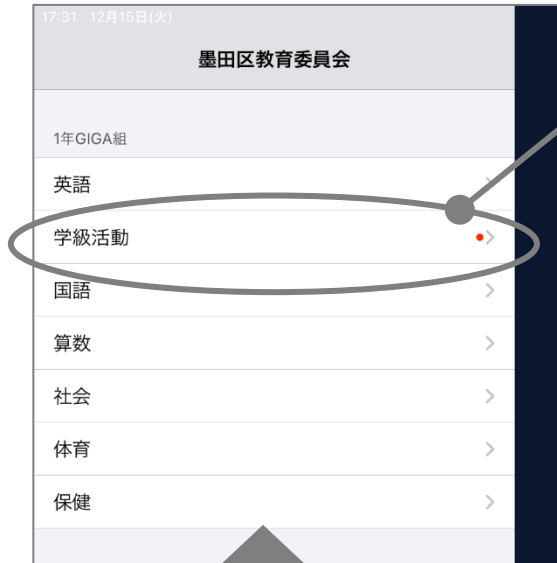 17:31 12月15日(火)
墨田区教育委員会
1年GIGA組
英語
学級活動
国語
算数
社会
体育
保健